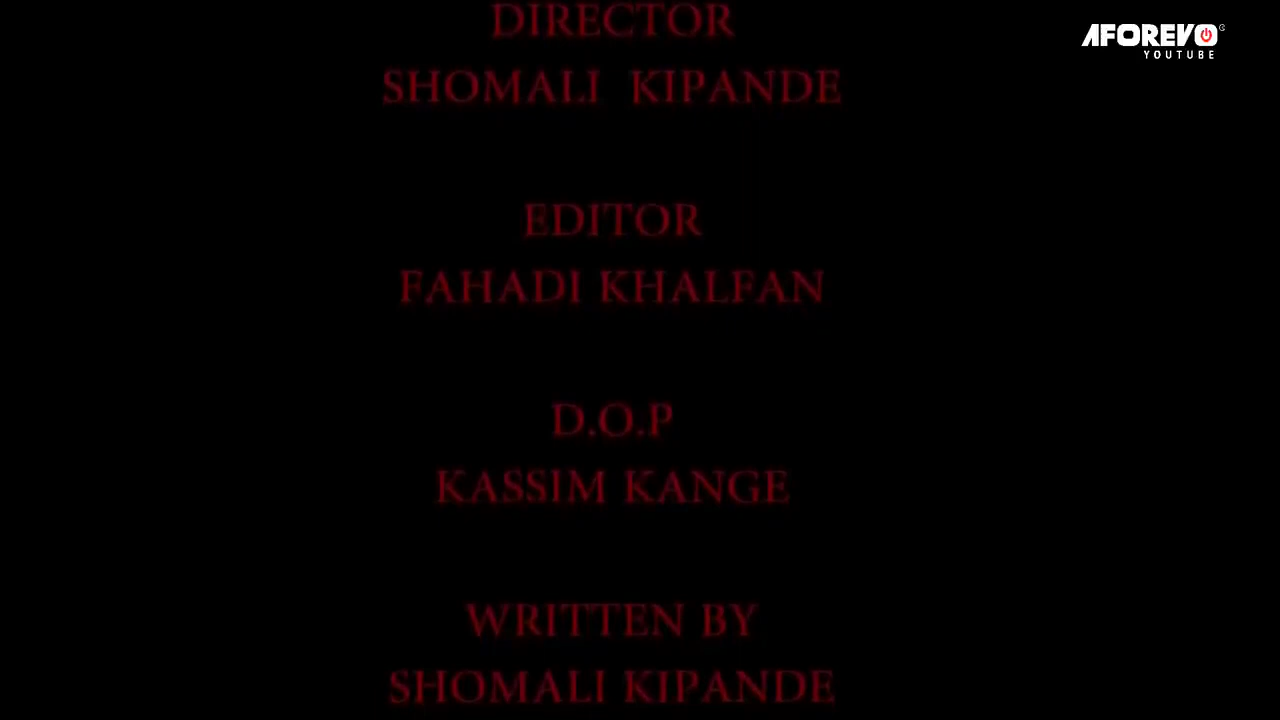 DIRECTOR
AFOREVO
YOUTUBE
SHOMALI KIPANDE
EDITOR
FAHADI KHALFAN
D.O.P
KASSIM KANGE
WRITTEN BY
SHOMALI KIPANDE